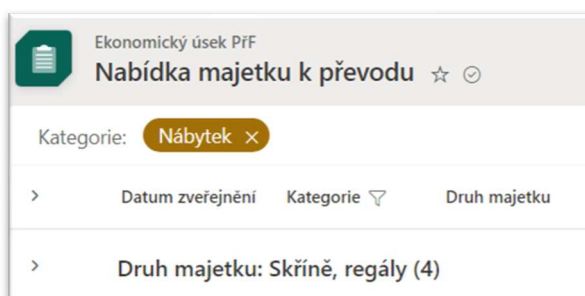 Ekonomický úsek PřF
Nabídka majetku k převodu
Kategorie: Nábytek ×
Datum zveřejnění Kategorie Druh majetku
Druh majetku: Skříně, regály (4)